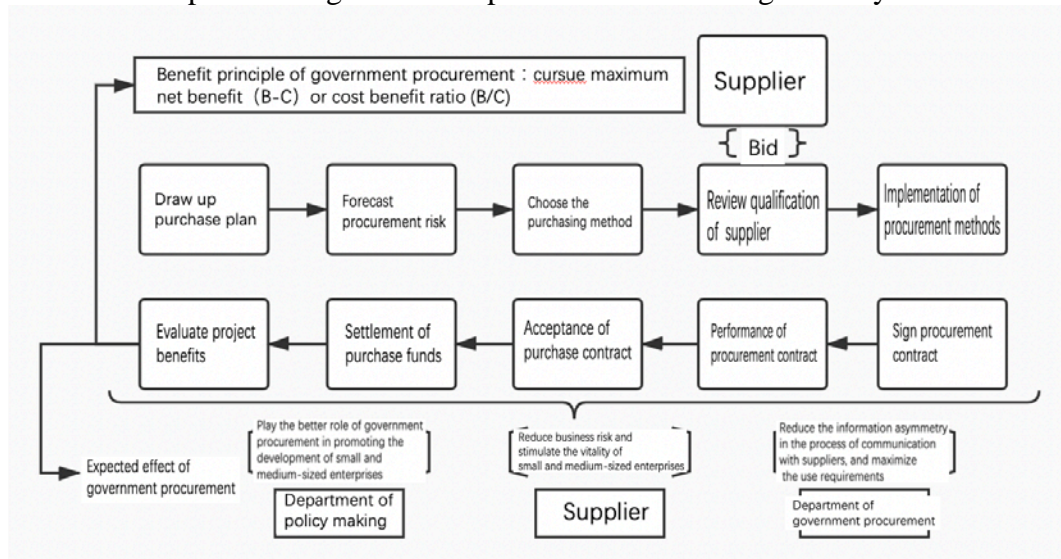 Benefit principle of government procurement：cursue maximum
net benefit（B-C）or cost benefit ratio (B/C)
Supplier
Bid
Draw up
purchase plan
Forecast
procurement risk
Choose the
purchasing method
Review qualification
of supplier
Implementation of
procurement methods
Evaluate project
benefits
Settlement of
purchase funds
Acceptance of
purchase contract
Performance of
procurement contract
Sign procurement
contract
Expected effect of
government procurement
Play the better role of government
procurement in promoting the
development of small and
medium-sized enterprises
Department of
policy making
Reduce business risk and
stimulate the vitality of
small and medium-sized enterprises
Supplier
Reduce the information asymmetry
in the process of communication
with suppliers, and maximize
the use requirements
Department of
government procurement